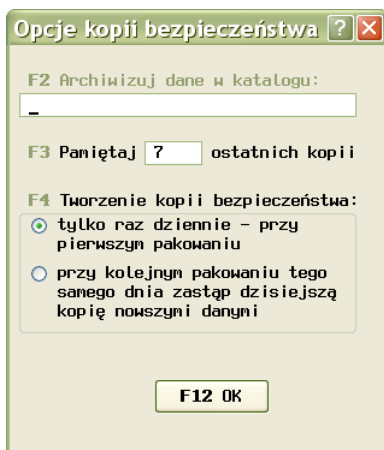 Opcje kopii bezpieczeństwa
F2 Archiwizuj dane w katalogu:
F3 Pamiętaj 7 ostatnich kopii
F4 Tworzenie kopii bezpieczeństwa:
tylko raz dziennie - przy
pierwszym pakowaniu
przy kolejnym pakowaniu tego
samego dnia zastąp dzisiejszą
kopię nowszymi danymi
F12 OK